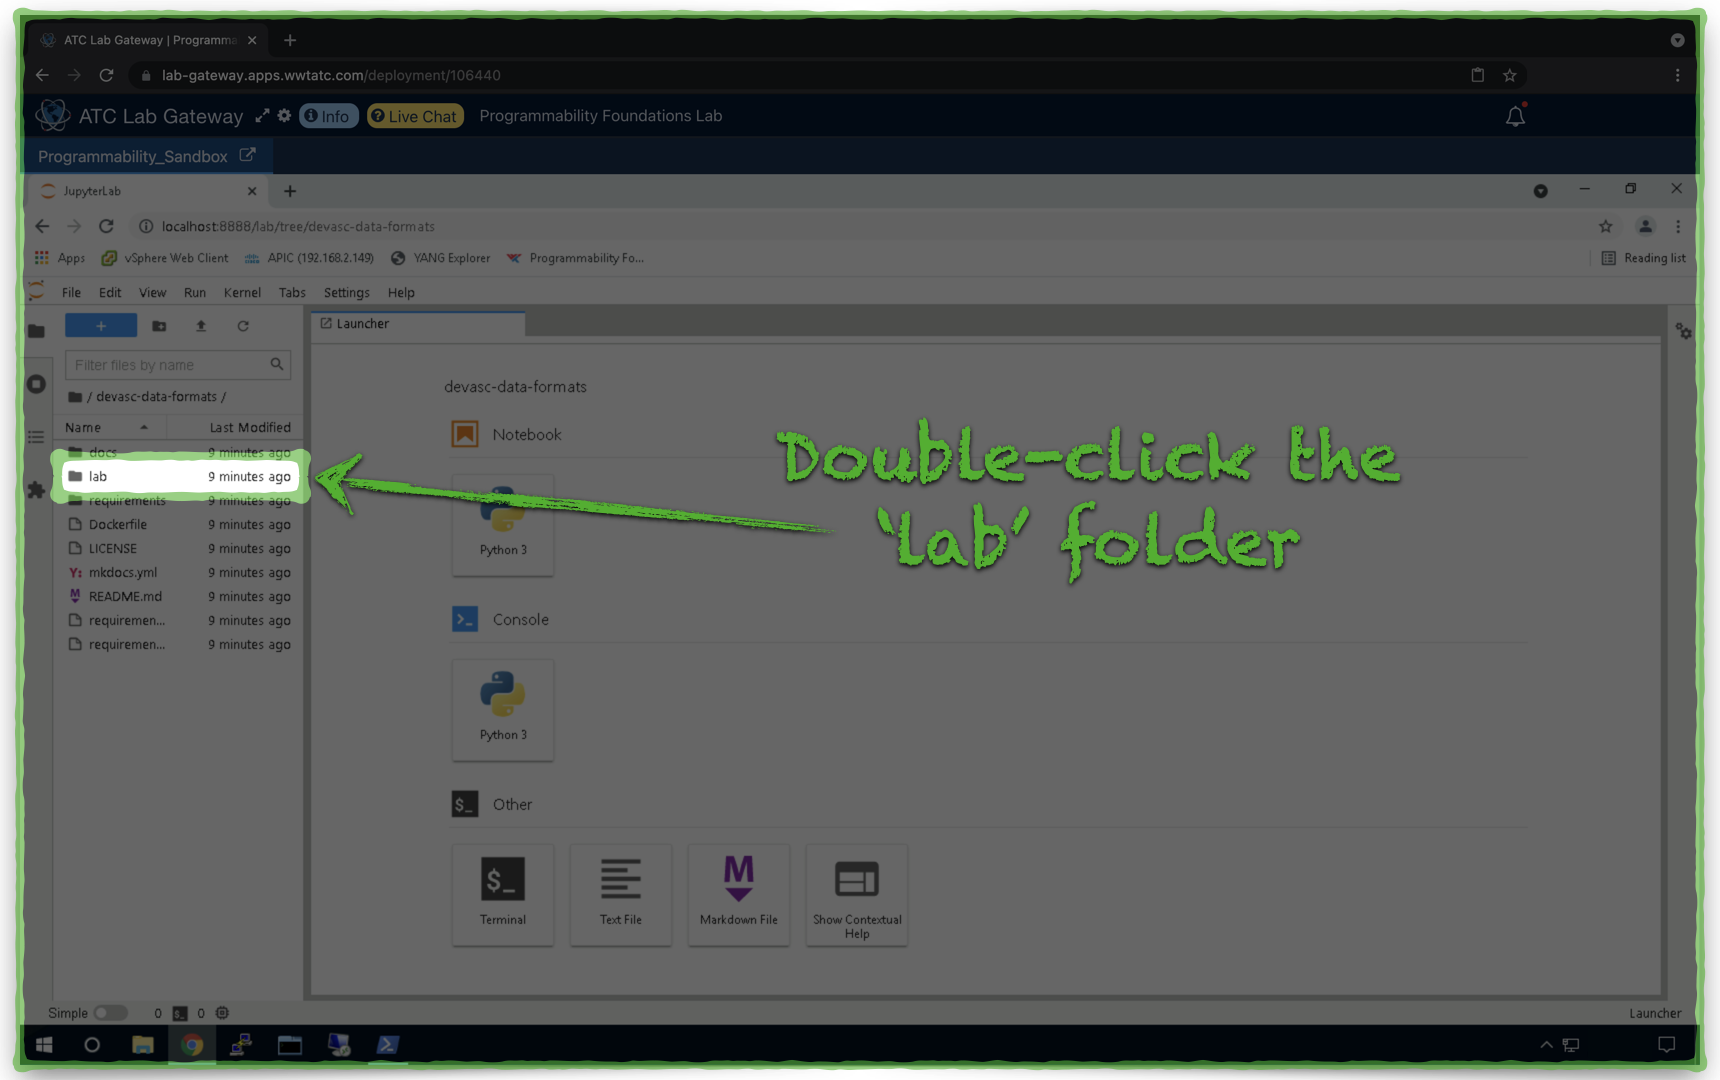 ATC Lab Gateway | Programma
lab-gateway.apps.wwtatc.com/deployment/106440
ATC Lab Gateway Info Live Chat Programmability Foundations Lab
Programmability_Sandbox
JupyterLab
localhost:8888/lab/tree/devasc-data-formats
Apps vSphere Web Client APIC (192.168.2.149) YANG Explorer Programmability Fo... Reading list
File Edit View Run Kernel Tabs Settings Help
Launcher
Filter files by name
/ devasc-data-formats /
Name Last Modified
docs 9 minutes ago
lab 9 minutes ago
requirements 9 minutes ago
Dockerfile 9 minutes ago
LICENSE 9 minutes ago
Y: mkdocs.yml 9 minutes ago
README.md 9 minutes ago
requiremen... 9 minutes ago
requiremen... 9 minutes ago
devasc-data-formats
Notebook
Python 3
Double-click the
‘lab’ folder
Console
Python 3
$_ Other
$_
Terminal
Text File
M
Markdown File
Show Contextual
Help
Simple 0 $_ 0
Launcher